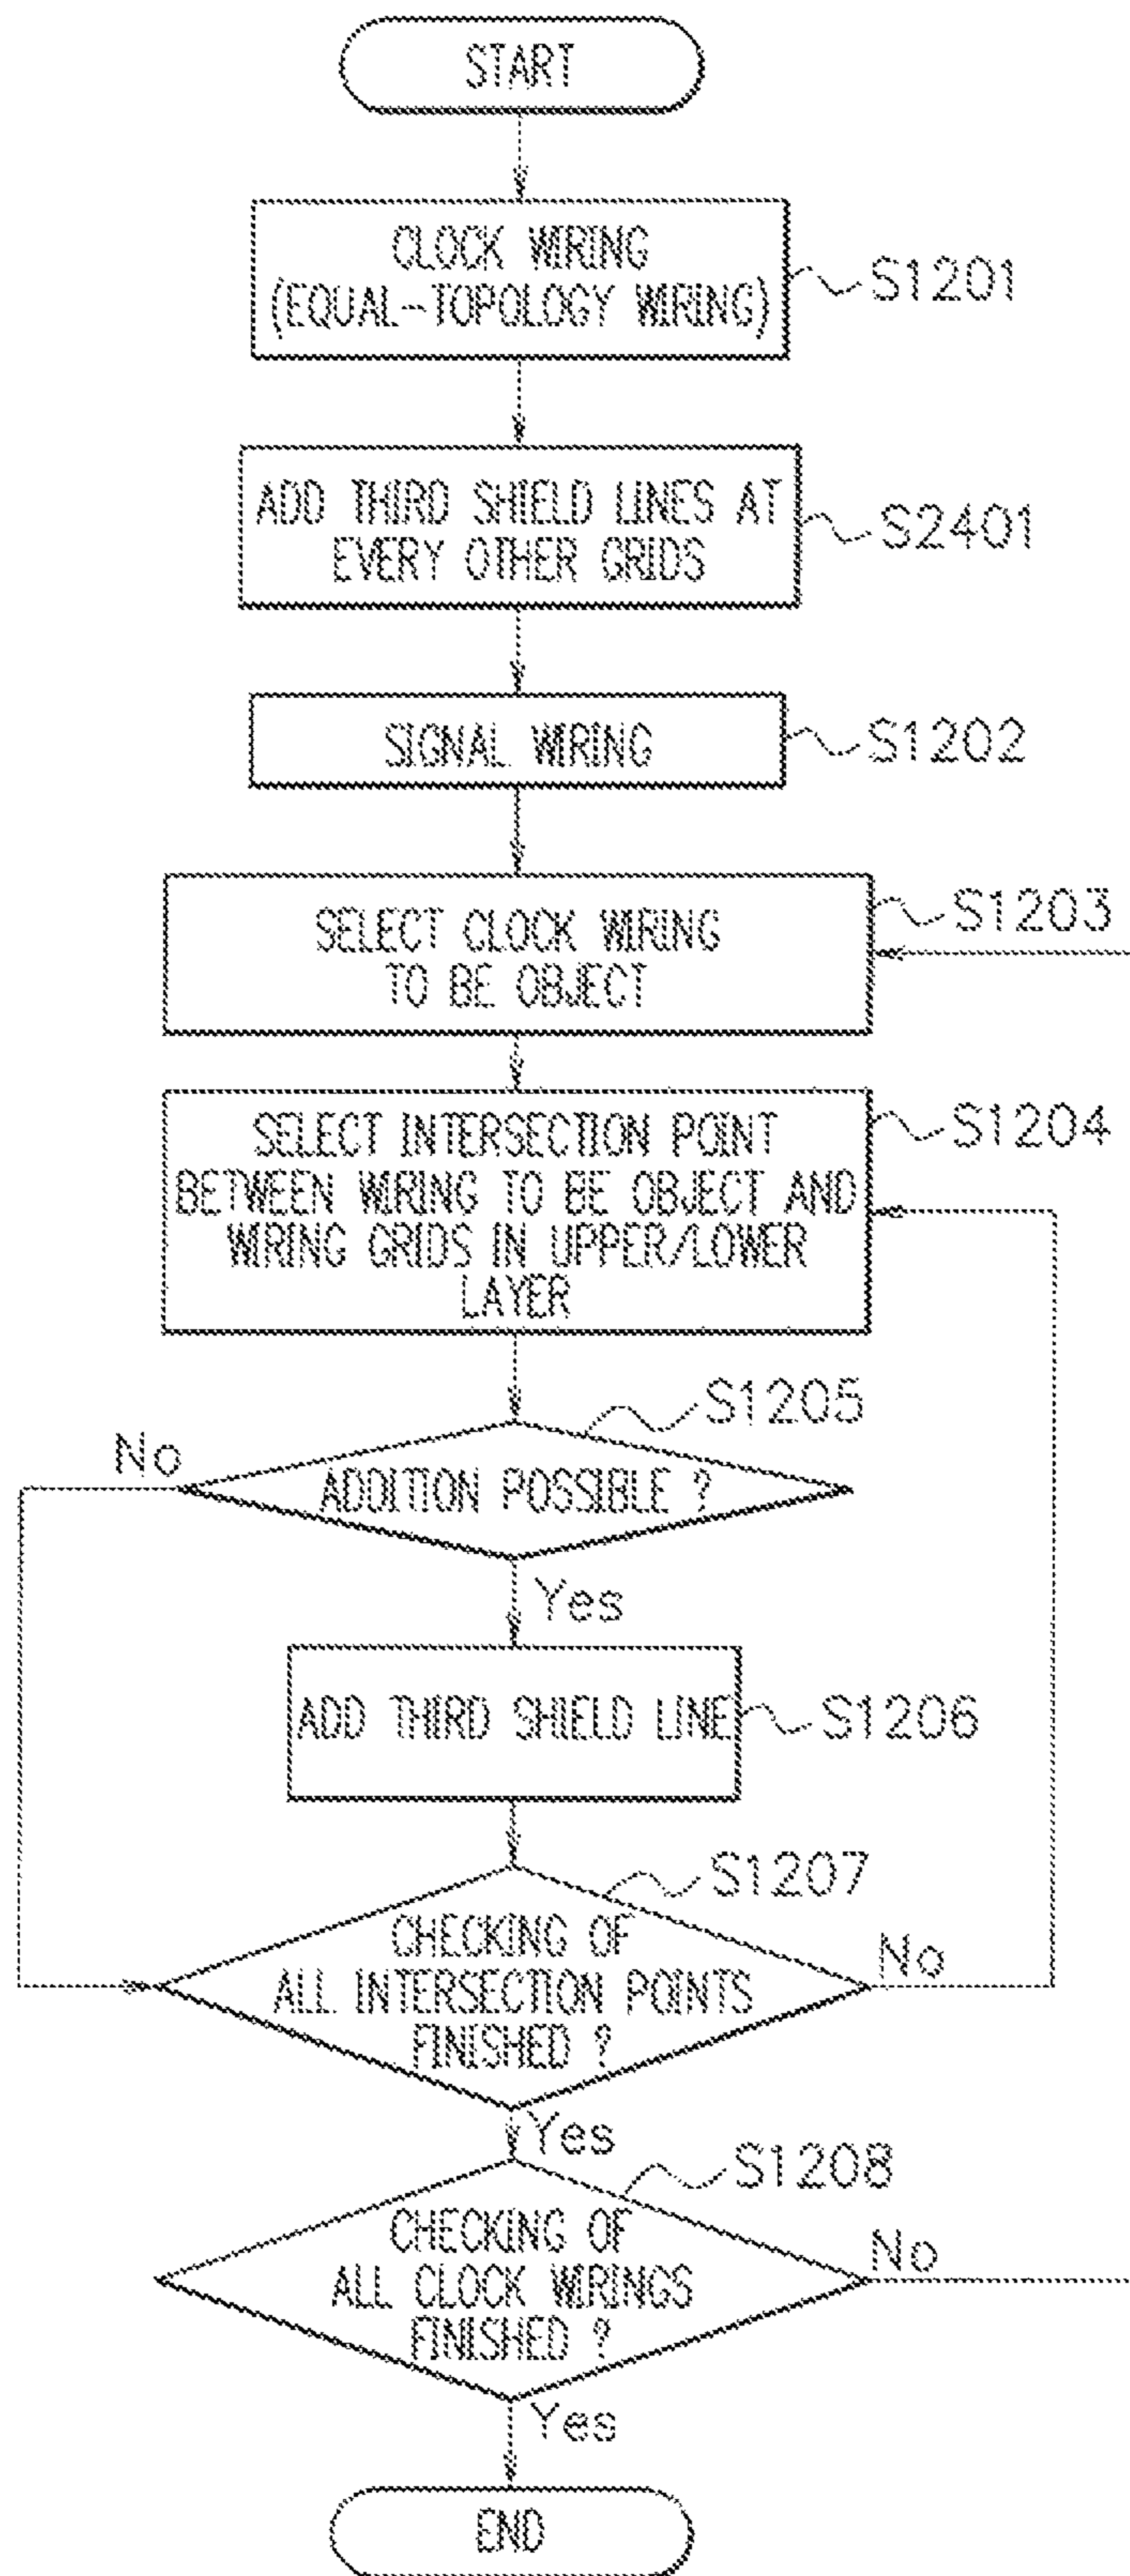 START
CLOCK WIRING
(EQUAL-TOPOLOGY WIRING)
S1201
ADD THIRD SHIELD LINES AT
EVERY OTHER GRIDS
S2401
SIGNAL WIRING
S1202
SELECT CLOCK WIRING
TO BE OBJECT
S1203
SELECT INTERSECTION POINT
BETWEEN WIRING TO BE OBJECT AND
WIRING GRIDS IN UPPER/LOWER
LAYER
S1204
S1205
No
ADDITION POSSIBLE ?
Yes
ADD THIRD SHIELD LINE
S1206
S1207
CHECKING OF
ALL INTERSECTION POINTS
FINISHED ?
No
Yes
S1208
CHECKING OF
ALL CLOCK WIRINGS
FINISHED ?
No
Yes
END